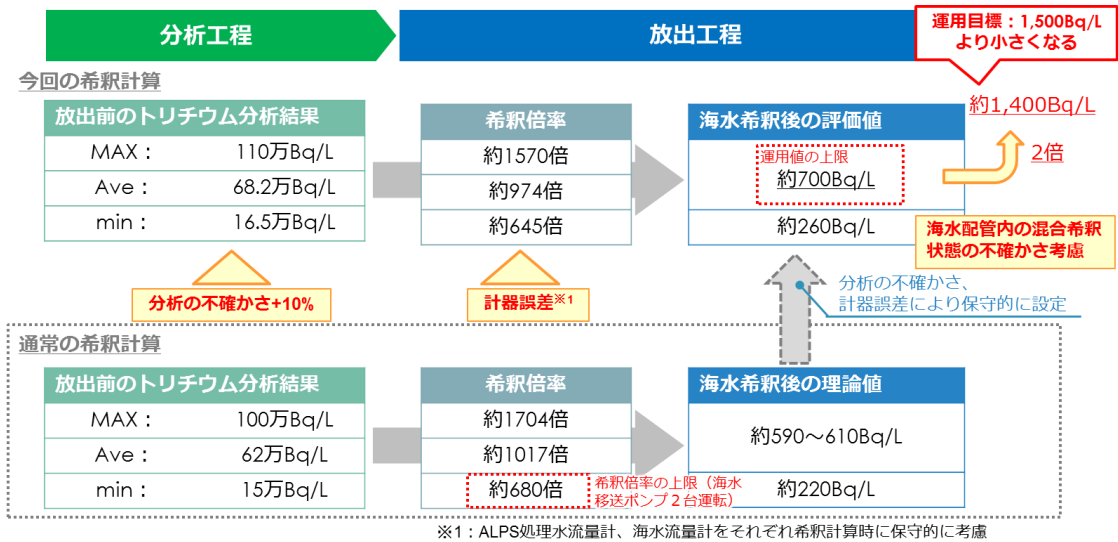 分析工程
放出工程
運用目標：1,500Bq/L
より小さくなる
今回の希釈計算
放出前のトリチウム分析結果
MAX： 110万Bq/L
Ave： 68.2万Bq/L
min： 16.5万Bq/L
希釈倍率
約1570倍
約974倍
約645倍
海水希釈後の評価値
運用値の上限
約700Bq/L
約260Bq/L
約1,400Bq/L
2倍
海水配管内の混合希釈
状態の不確かさ考慮
分析の不確かさ+10%
計器誤差※1
分析の不確かさ、
計器誤差により保守的に設定
通常の希釈計算
放出前のトリチウム分析結果
MAX： 100万Bq/L
Ave： 62万Bq/L
min： 15万Bq/L
希釈倍率
約1704倍
約1017倍
約680倍
希釈倍率の上限（海水
移送ポンプ２台運転）
海水希釈後の理論値
約590～610Bq/L
約220Bq/L
※1：ALPS処理水流量計、海水流量計をそれぞれ希釈計算時に保守的に考慮